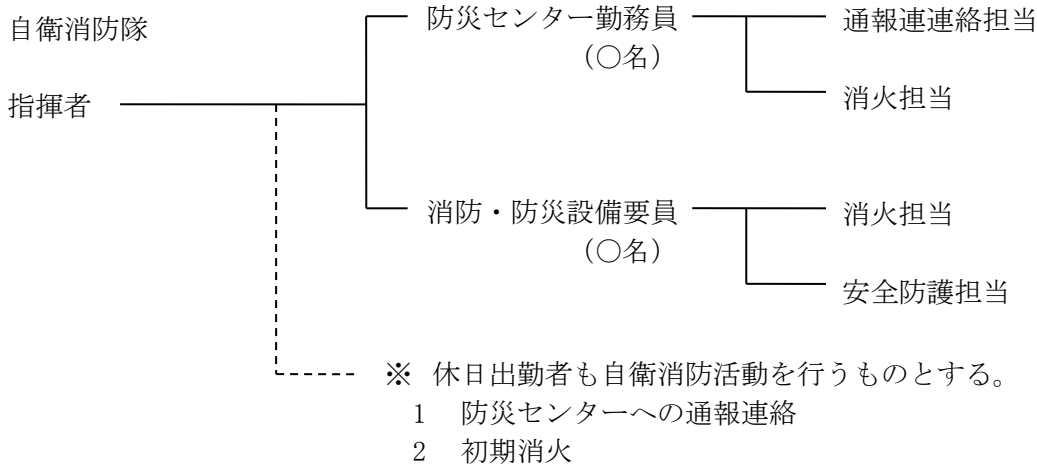 自衛消防隊
指揮者
防災センター勤務員
（○名）
通報連連絡担当
消火担当
消防・防災設備要員
（○名）
消火担当
安全防護担当
※ 休日出勤者も自衛消防活動を行うものとする。
1 防災センターへの通報連絡
2 初期消火